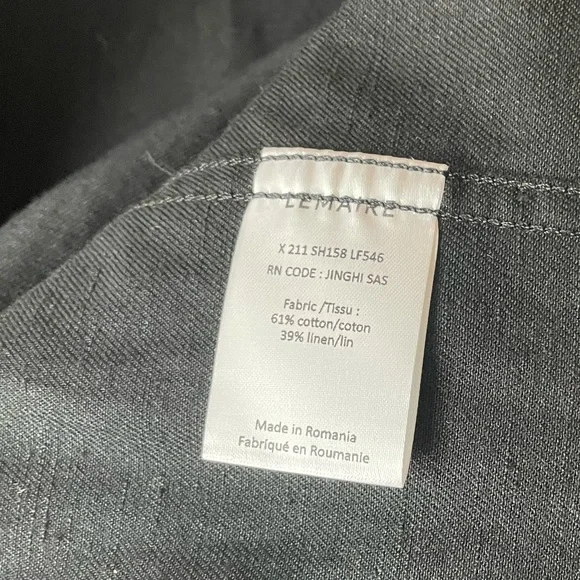 LEMAIRE
X 211 SH158 LF546
RN CODE : JINGHI SAS
Fabric /Tissu :
61% cotton/coton
39% linen/lin
Made in Romania
Fabriqué en Roumanie